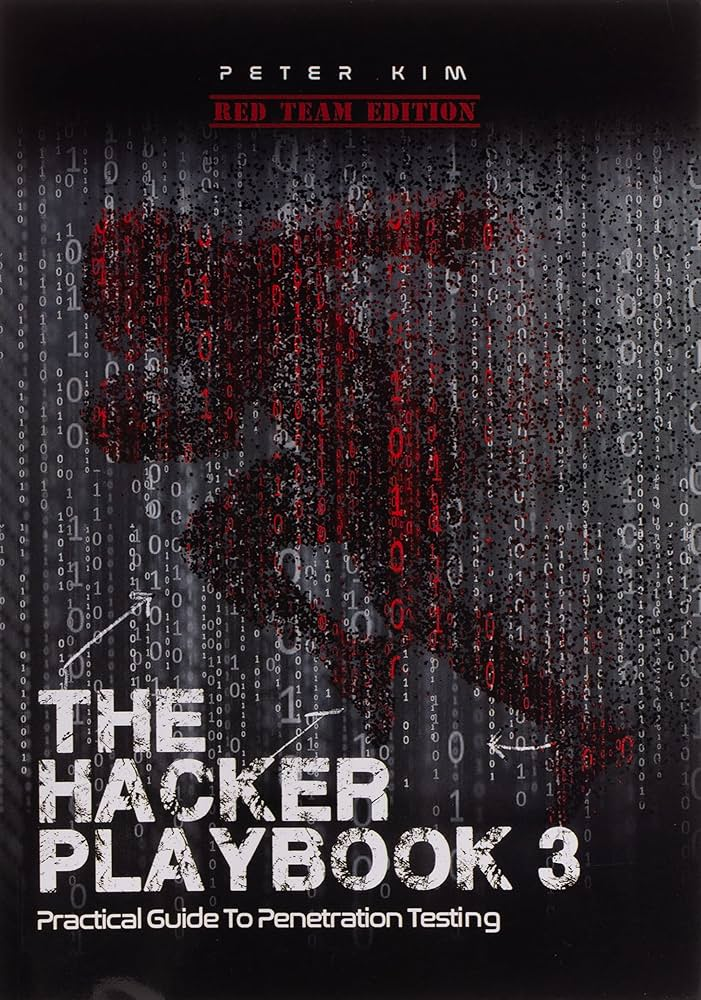 PETER KIM
RED TEAM EDITION
THE
HACKER
PLAYBOOK 3
Practical Guide To Penetration Testing